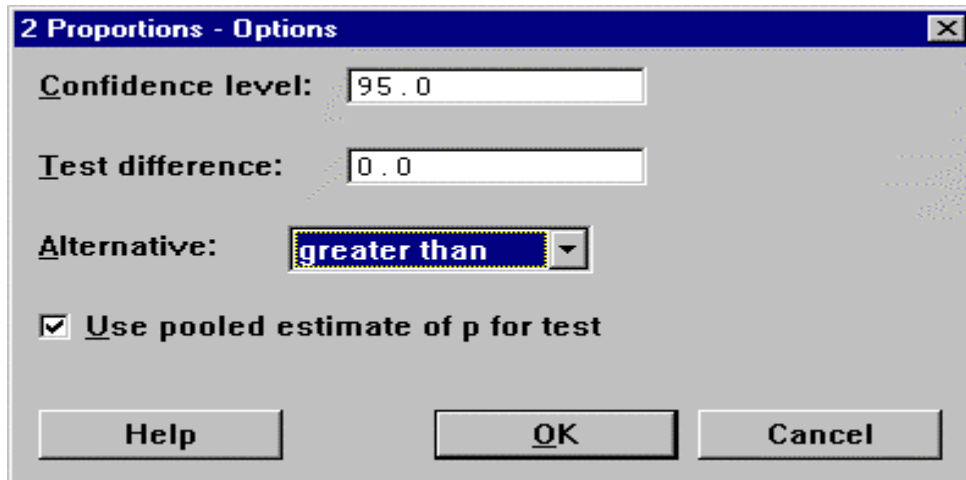 2 Proportions - Options
Confidence level: 95.0
Test difference: 0.0
Alternative: greater than
Use pooled estimate of p for test
Help OK Cancel